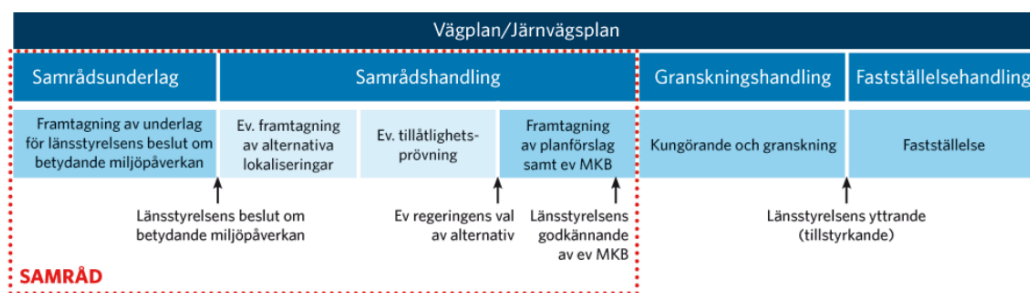 Vägplan/Järnvägsplan
Samrådsunderlag
Samrådshandling
Granskningshandling
Fastställelsehandling
Framtagning av underlag
för länsstyrelsens beslut om
betydande miljöpåverkan
Ev. framtagning
av alternativa
lokaliseringar
Ev. tillåtlighets-
prövning
Framtagning
av planförslag
samt ev MKB
Kungörande och granskning
Fastställelse
Länsstyrelsens beslut om
betydande miljöpåverkan
Ev regeringens val
av alternativ
Länsstyrelsens
godkännande
av ev MKB
Länsstyrelsens yttrande
(tillstyrkande)
SAMRÅD